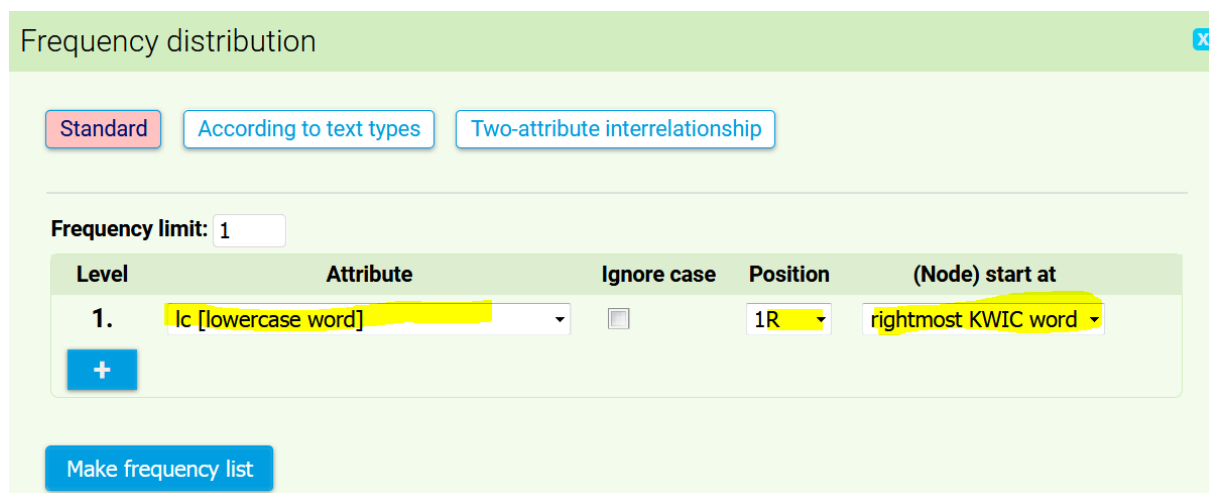 Frequency distribution
x
Standard According to text types Two-attribute interrelationship
Frequency limit: 1
Level Attribute Ignore case Position (Node) start at
1. lc [lowercase word] 1R rightmost KWIC word
+
Make frequency list